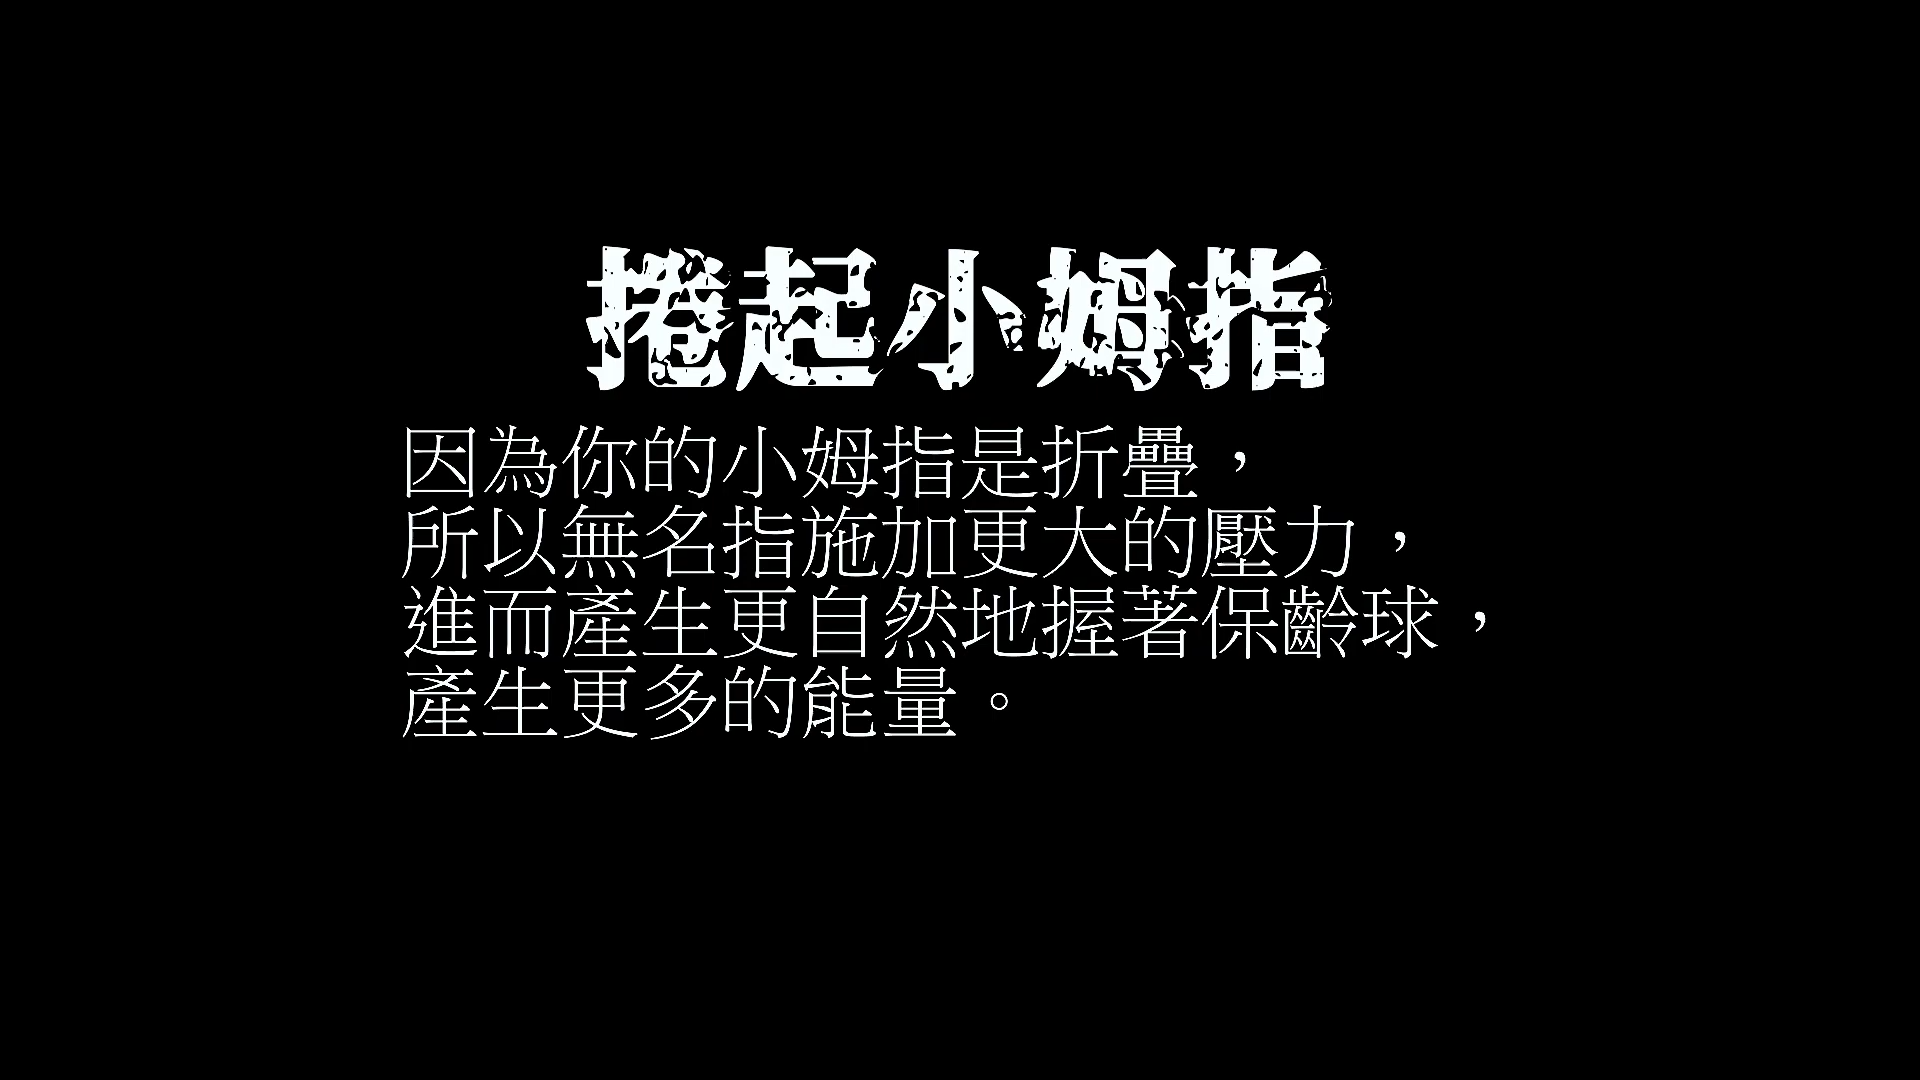 捲起小姆指
因為你的小姆指是折疊，
所以無名指施加更大的壓力，
進而產生更自然地握著保齡球，
產生更多的能量。